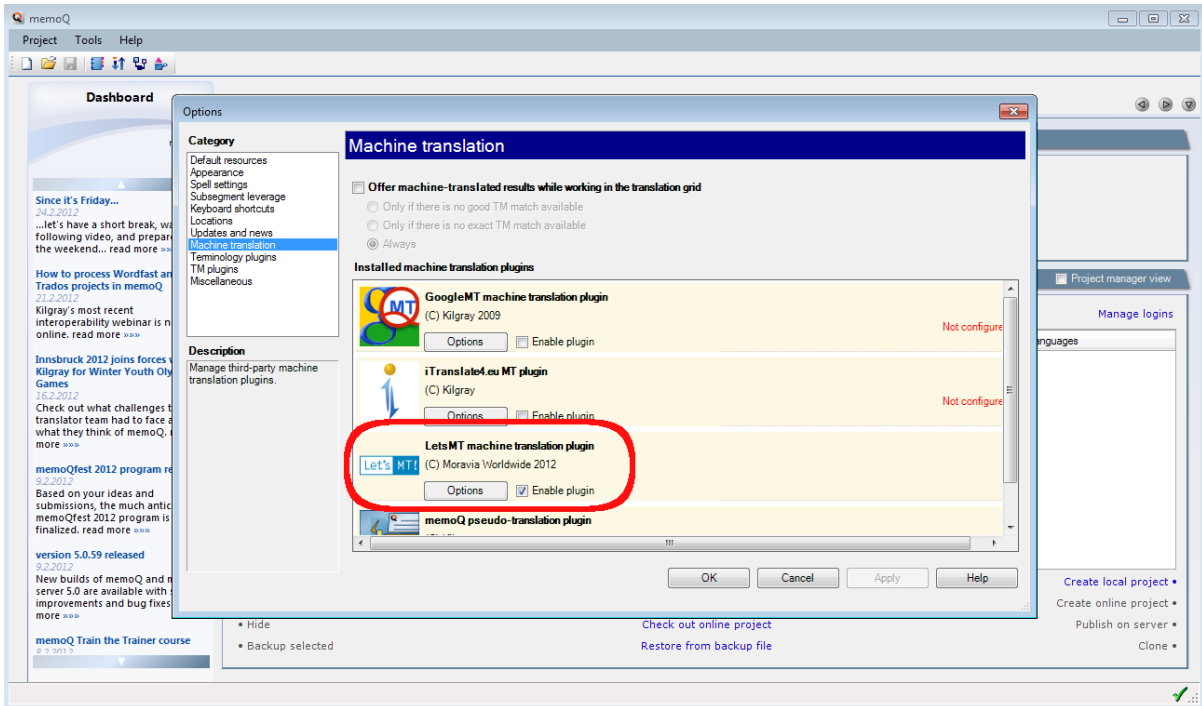 memoQ
Project Tools Help
Dashboard
Since it's Friday...
24.2.2012
...let's have a short break,
following video, and
the weekend... read more »»»
How to process Wordfast
Trados projects in memoQ
21.2.2012
Kilgray's most recent
interoperability webinar is
online. read more »»»
Innsbruck 2012 joins forces
Kilgray for Winter Youth
Games
16.2.2012
Check out what challenges
translator team had to face
what they think of memoQ.
more »»»
memoQfest 2012 program
9.2.2012
Based on your ideas and
submissions, the much
memoQfest 2012 program is
finalized. read more »»»
version 5.0.59 released
9.2.2012
New builds of memoQ and
server 5.0 are available with
improvements and bug fixes
more »»»
memoQ Train the Trainer course
8.2.2012
Options
Category
Default resources
Appearance
Spell settings
Subsegment leverage
Keyboard shortcuts
Locations
Updates and news
Machine translation
Terminology plugins
TM plugins
Miscellaneous
Description
Manage third-party machine
translation plugins.
Machine translation
Offer machine-translated results while working in the translation grid
Only if there is no good TM match available
Only if there is no exact TM match available
Always
Installed machine translation plugins
MT
GoogleMT machine translation plugin
(C) Kilgray 2009
Not configure
Options Enable plugin
iTranslate4.eu MT plugin
(C) Kilgray
Not configure
Options Enable plugin
LetsMT machine translation plugin
Let's MT! (C) Moravia Worldwide 2012
Options Enable plugin
memoQ pseudo-translation plugin
OK Cancel Apply Help
Project manager view
Manage logins
anguages
Create local project •
Create online project •
• Hide Check out online project Publish on server •
• Backup selected Restore from backup file Clone •